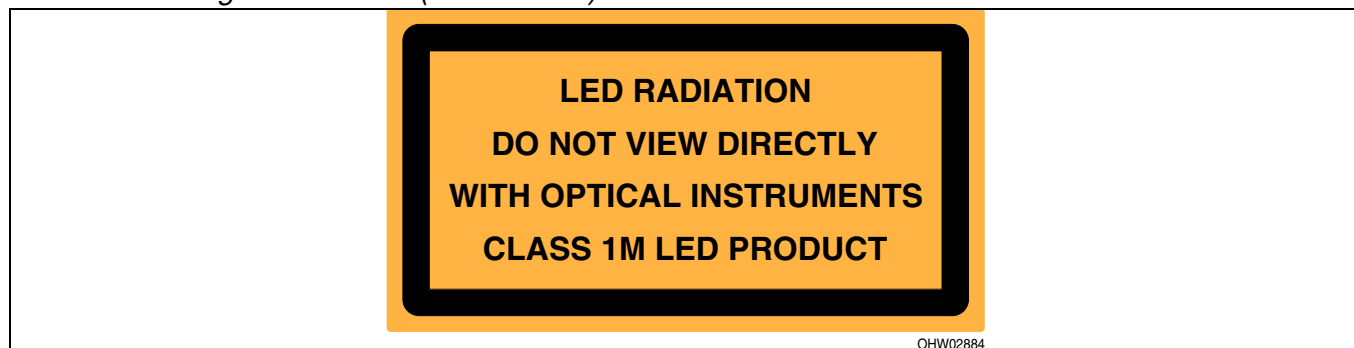 LED RADIATION
DO NOT VIEW DIRECTLY
WITH OPTICAL INSTRUMENTS
CLASS 1M LED PRODUCT
OHW02884